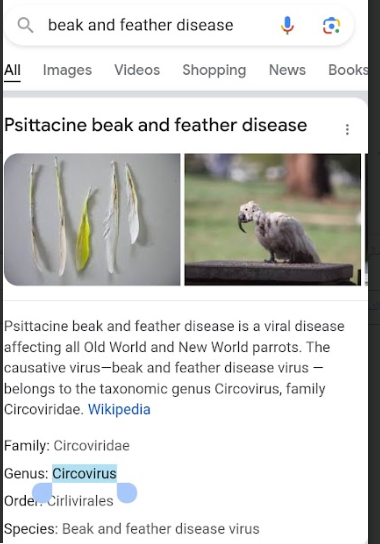 beak and feather disease
All Images Videos Shopping News Books
Psittacine beak and feather disease
Psittacine beak and feather disease is a viral disease
affecting all Old World and New World parrots. The
causative virus—beak and feather disease virus —
belongs to the taxonomic genus Circovirus, family
Circoviridae. Wikipedia
Family: Circoviridae
Genus: Circovirus
Order: Cirlivirales
Species: Beak and feather disease virus